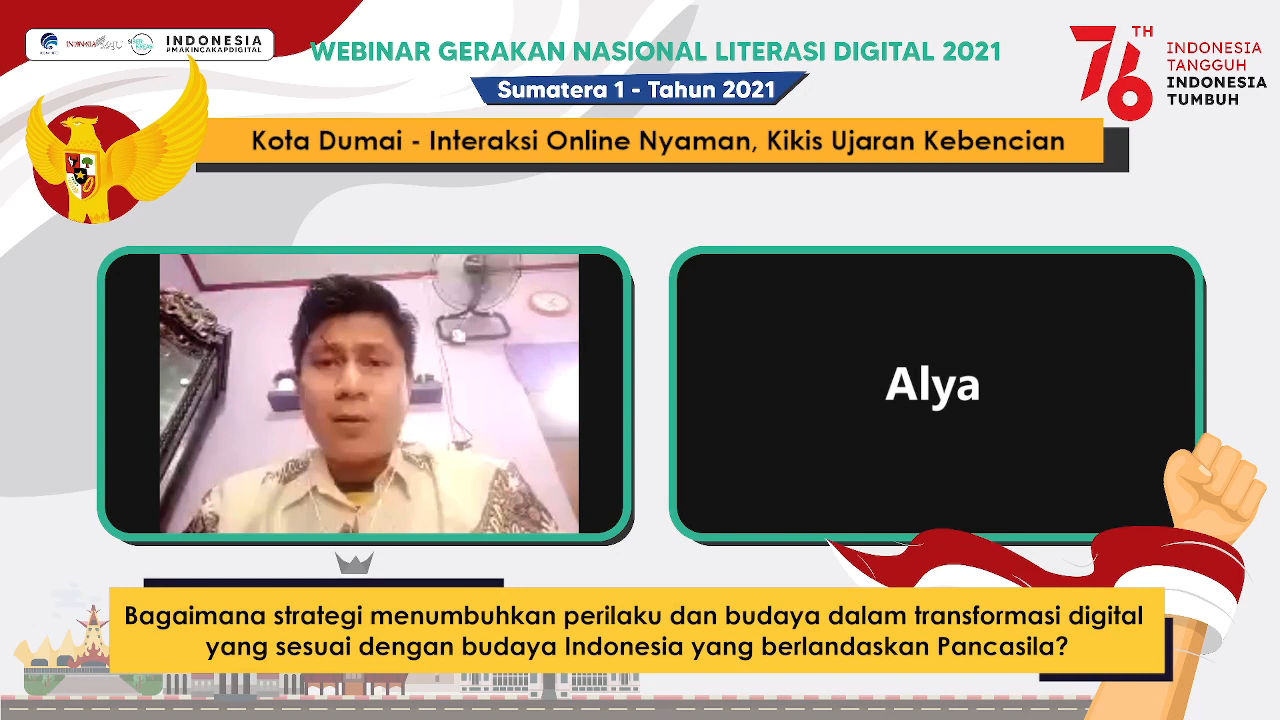 INDONESIA
#MAKINCAKAPDIGITAL
WEBINAR GERAKAN NASIONAL LITERASI DIGITAL 2021
Sumatera 1 - Tahun 2021
76TH
INDONESIA
TANGGUH
INDONESIA
TUMBUH
Kota Dumai - Interaksi Online Nyaman, Kikis Ujaran Kebencian
Alya
Bagaimana strategi menumbuhkan perilaku dan budaya dalam transformasi digital
yang sesuai dengan budaya Indonesia yang berlandaskan Pancasila?